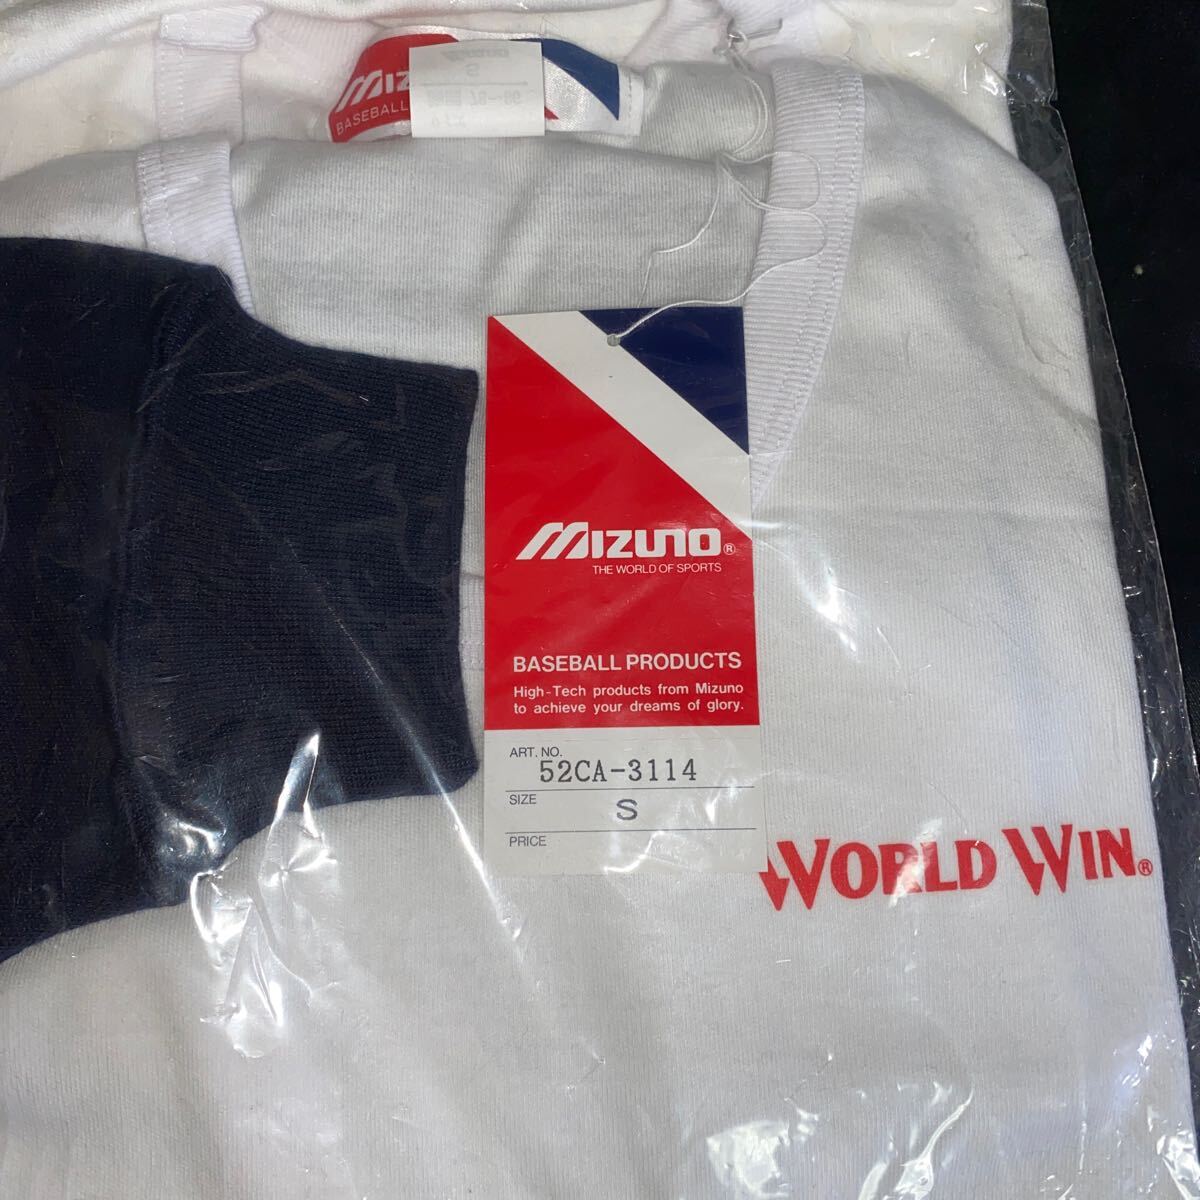 MIZ
BASEBALL
S
MIZUNO®
THE WORLD OF SPORTS
BASEBALL PRODUCTS
High-Tech products from Mizuno
to achieve your dreams of glory.
ART. NO.
52CA-3114
SIZE
S
PRICE
WORLD WIN®